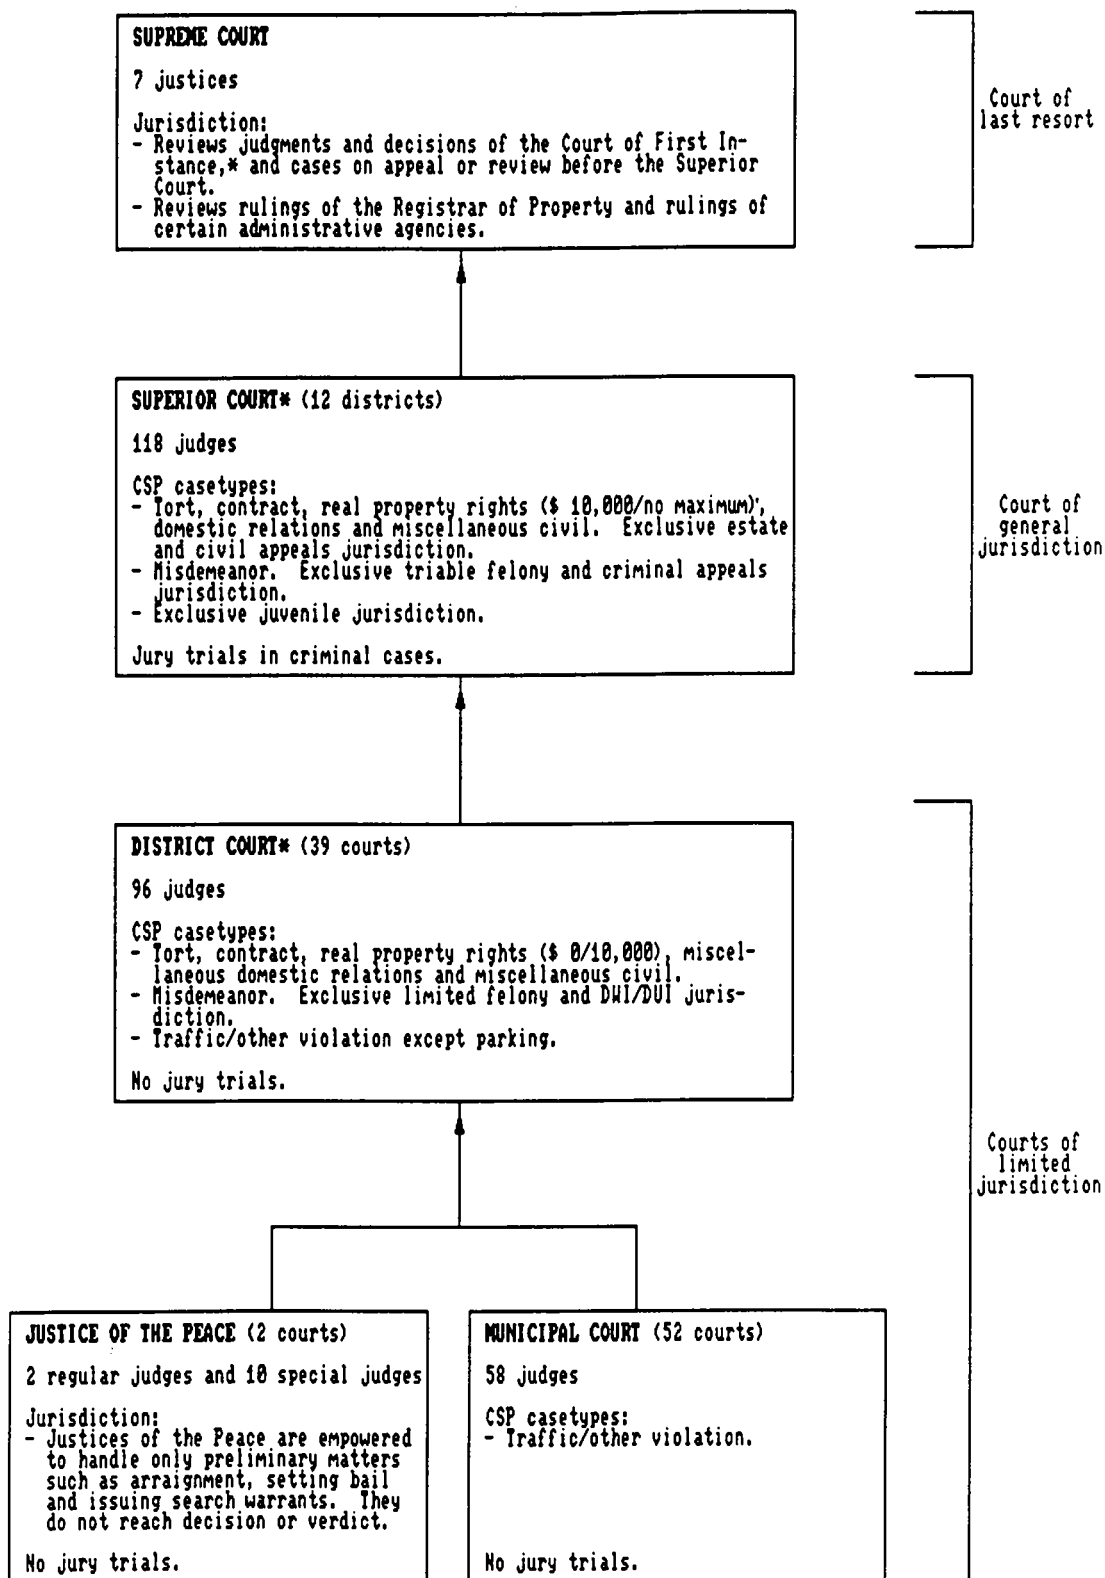 SUPREME COURT
7 justices
Jurisdiction:
- Reviews judgments and decisions of the Court of First In-
stance,* and cases on appeal or review before the Superior
Court.
- Reviews rulings of the Registrar of Property and rulings of
certain administrative agencies.
Court of
last resort
SUPERIOR COURT* (12 districts)
118 judges
CSP casetypes:
- Tort, contract, real property rights ($ 10,000/no maximum),
domestic relations and miscellaneous civil. Exclusive estate
and civil appeals jurisdiction.
- Misdemeanor. Exclusive triable felony and criminal appeals
jurisdiction.
- Exclusive juvenile jurisdiction.
Jury trials in criminal cases.
Court of
general
jurisdiction
DISTRICT COURT* (39 courts)
96 judges
CSP casetypes:
- Tort, contract, real property rights ($ 0/10,000), miscel-
laneous domestic relations and miscellaneous civil.
- Misdemeanor. Exclusive limited felony and DWI/DUI juris-
diction.
- Traffic/other violation except parking.
No jury trials.
Courts of
limited
jurisdiction
JUSTICE OF THE PEACE (2 courts)
2 regular judges and 10 special judges
Jurisdiction:
- Justices of the Peace are empowered
to handle only preliminary matters
such as arraignment, setting bail
and issuing search warrants. They
do not reach decision or verdict.
No jury trials.
MUNICIPAL COURT (52 courts)
58 judges
CSP casetypes:
- Traffic/other violation.
No jury trials.